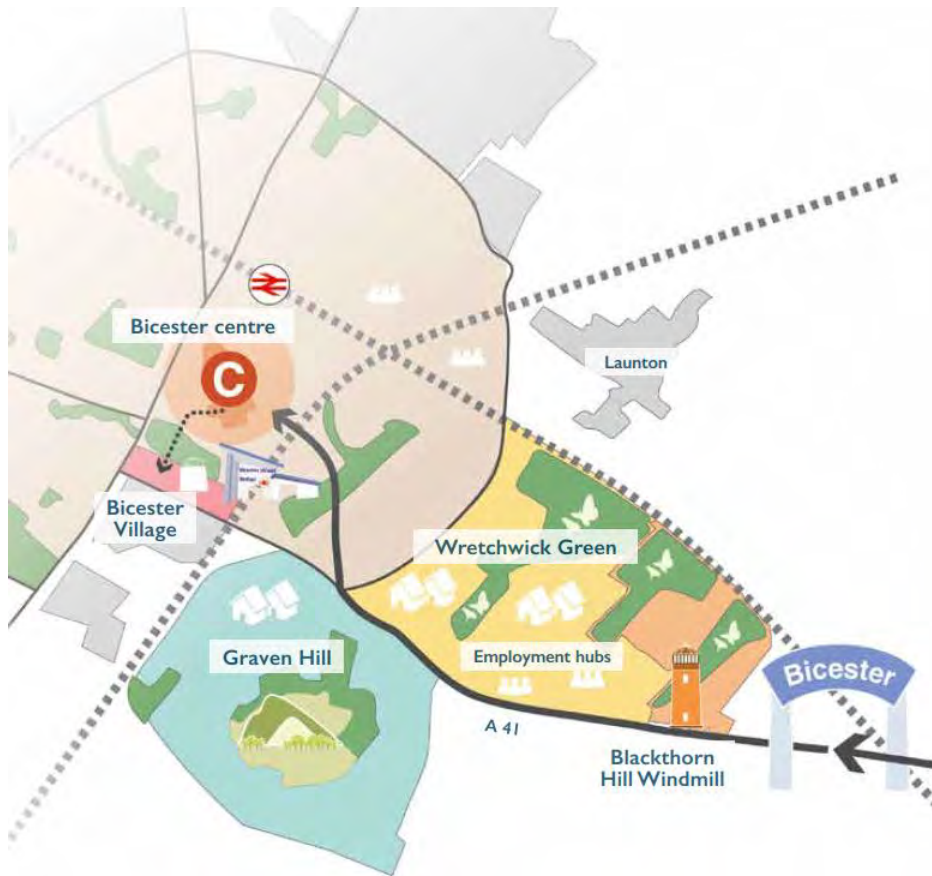 Bicester centre
C
Launton
Bicester
Village
Wretchwick Green
Graven Hill
Employment hubs
Bicester
A 41
Blackthorn
Hill Windmill